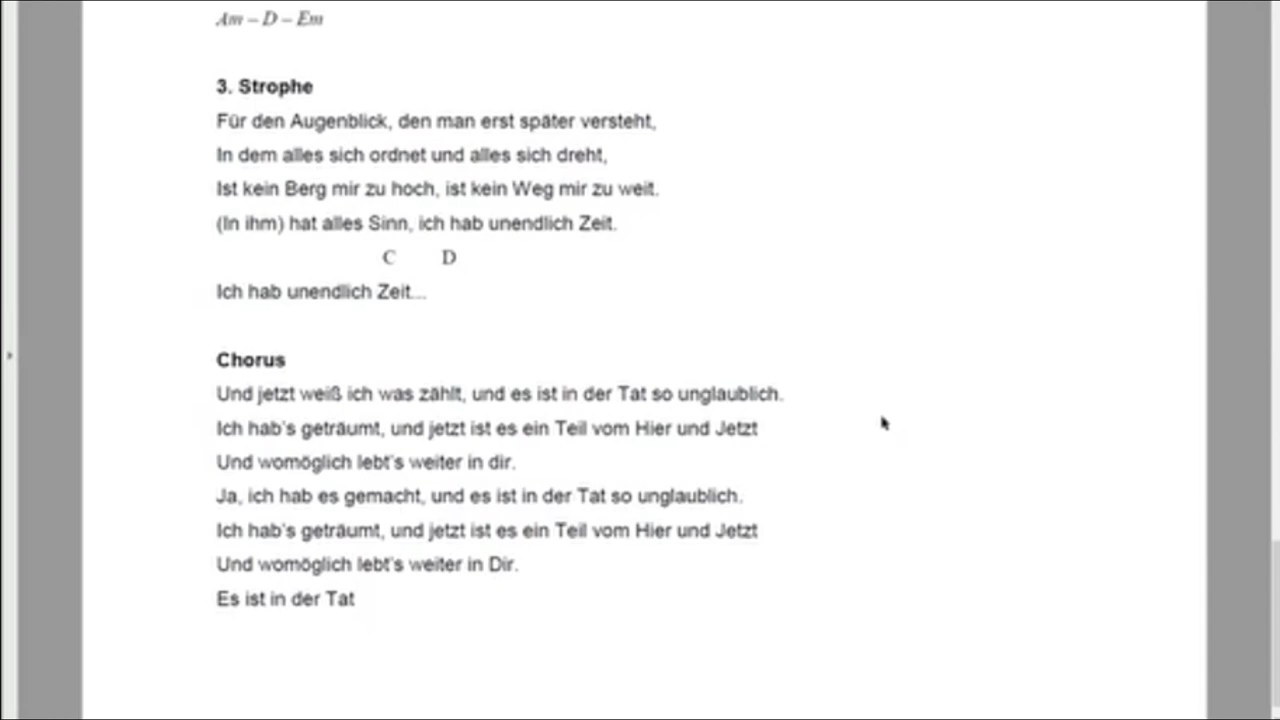 Am – D – Em
3. Strophe
Für den Augenblick, den man erst später versteht,
In dem alles sich ordnet und alles sich dreht,
Ist kein Berg mir zu hoch, ist kein Weg mir zu weit.
(In ihm) hat alles Sinn, ich hab unendlich Zeit.
C D
Ich hab unendlich Zeit...
Chorus
Und jetzt weiß ich was zählt, und es ist in der Tat so unglaublich.
Ich hab's geträumt, und jetzt ist es ein Teil vom Hier und Jetzt
Und womöglich lebt's weiter in dir.
Ja, ich hab es gemacht, und es ist in der Tat so unglaublich.
Ich hab's geträumt, und jetzt ist es ein Teil vom Hier und Jetzt
Und womöglich lebt's weiter in Dir.
Es ist in der Tat